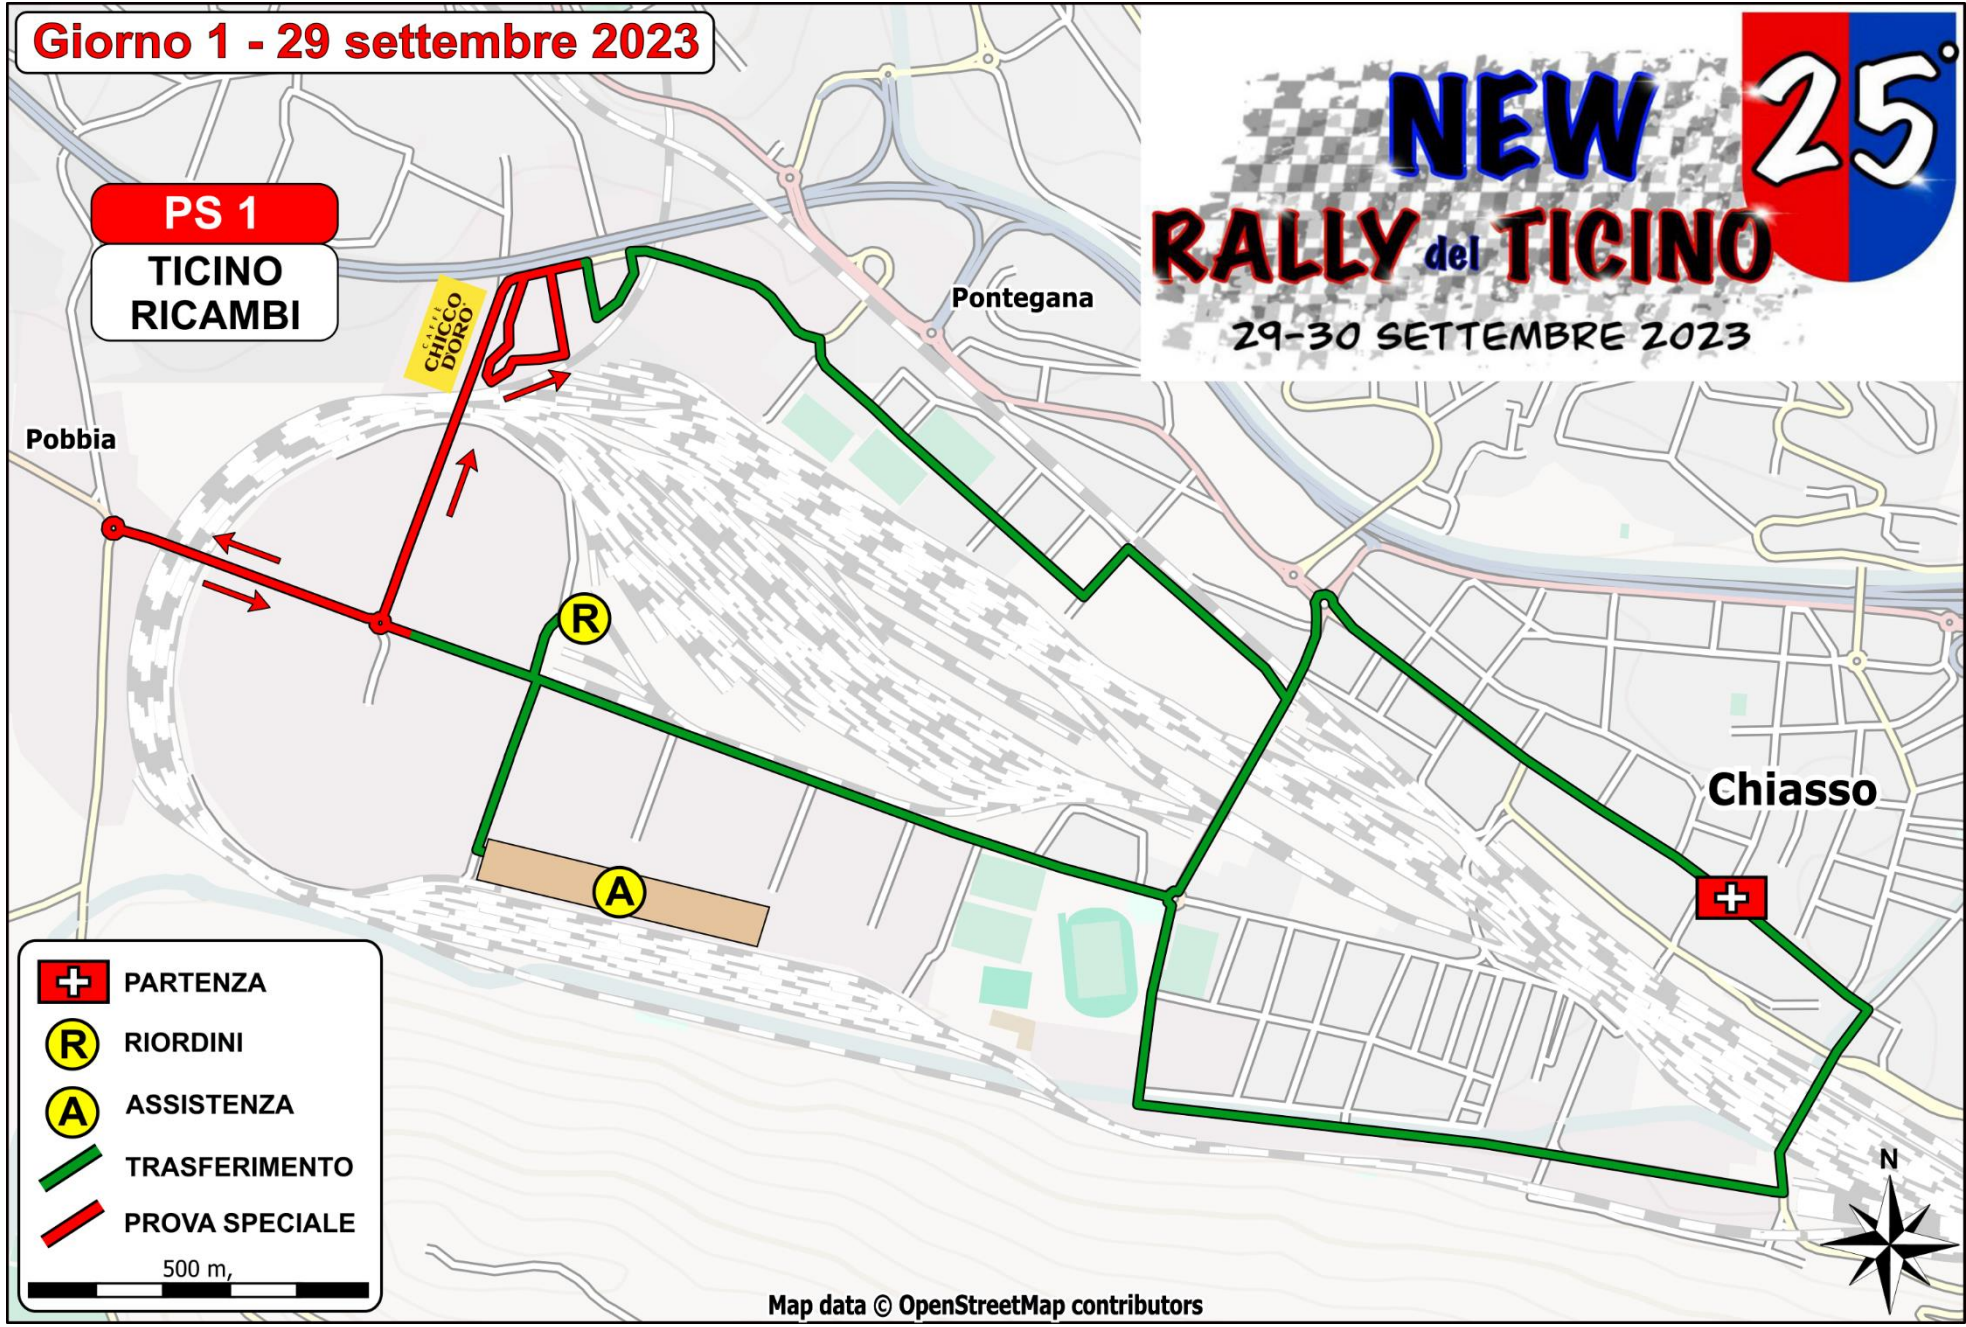 Giorno 1 - 29 settembre 2023
NEW
25°
RALLY del TICINO
29-30 SETTEMBRE 2023
PS 1
TICINO
RICAMBI
CAFFÈ
CHICCO
D'ORO
Pontegana
Pobbia
R
Chiasso
A
PARTENZA
R RIORDINI
A ASSISTENZA
TRASFERIMENTO
PROVA SPECIALE
500 m,
N
Map data © OpenStreetMap contributors